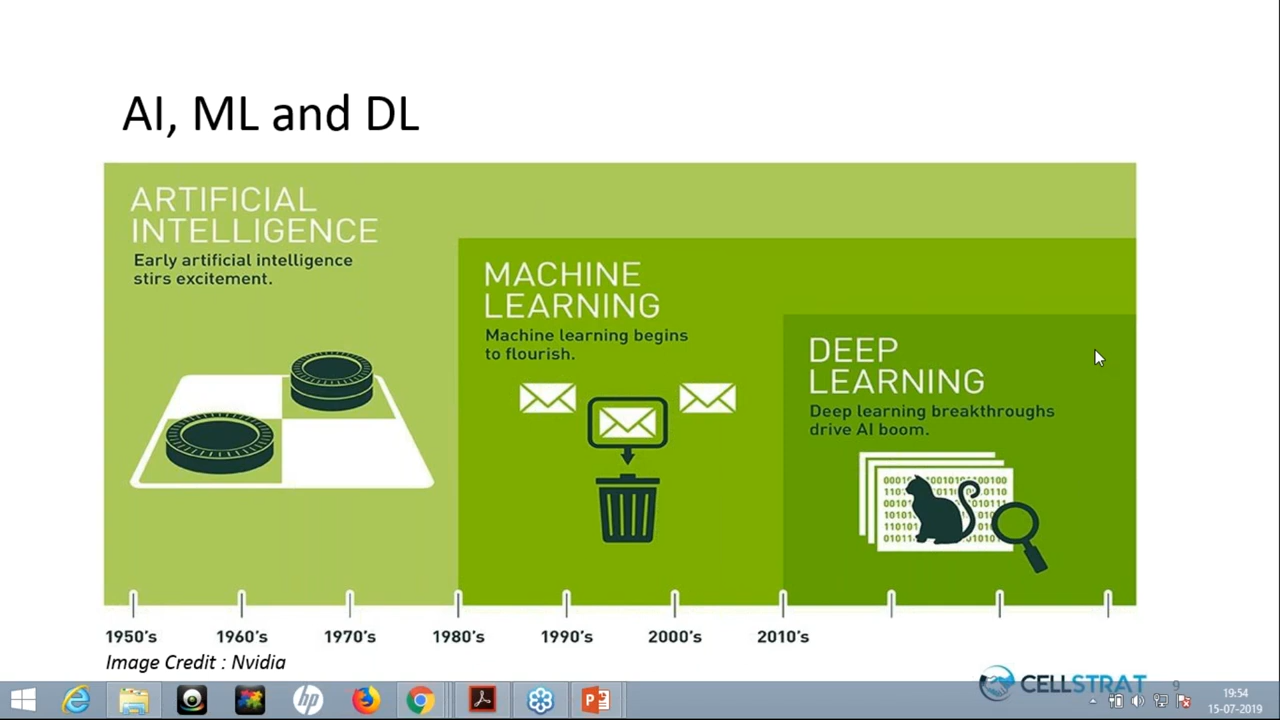 AI, ML and DL
ARTIFICIAL
INTELLIGENCE
Early artificial intelligence
stirs excitement.
MACHINE
LEARNING
Machine learning begins
to flourish.
DEEP
LEARNING
Deep learning breakthroughs
drive AI boom.
1950's 1960's 1970's 1980's 1990's 2000's 2010's
Image Credit : Nvidia
CELLSTRAT 9
hp
19:54
15-07-2019